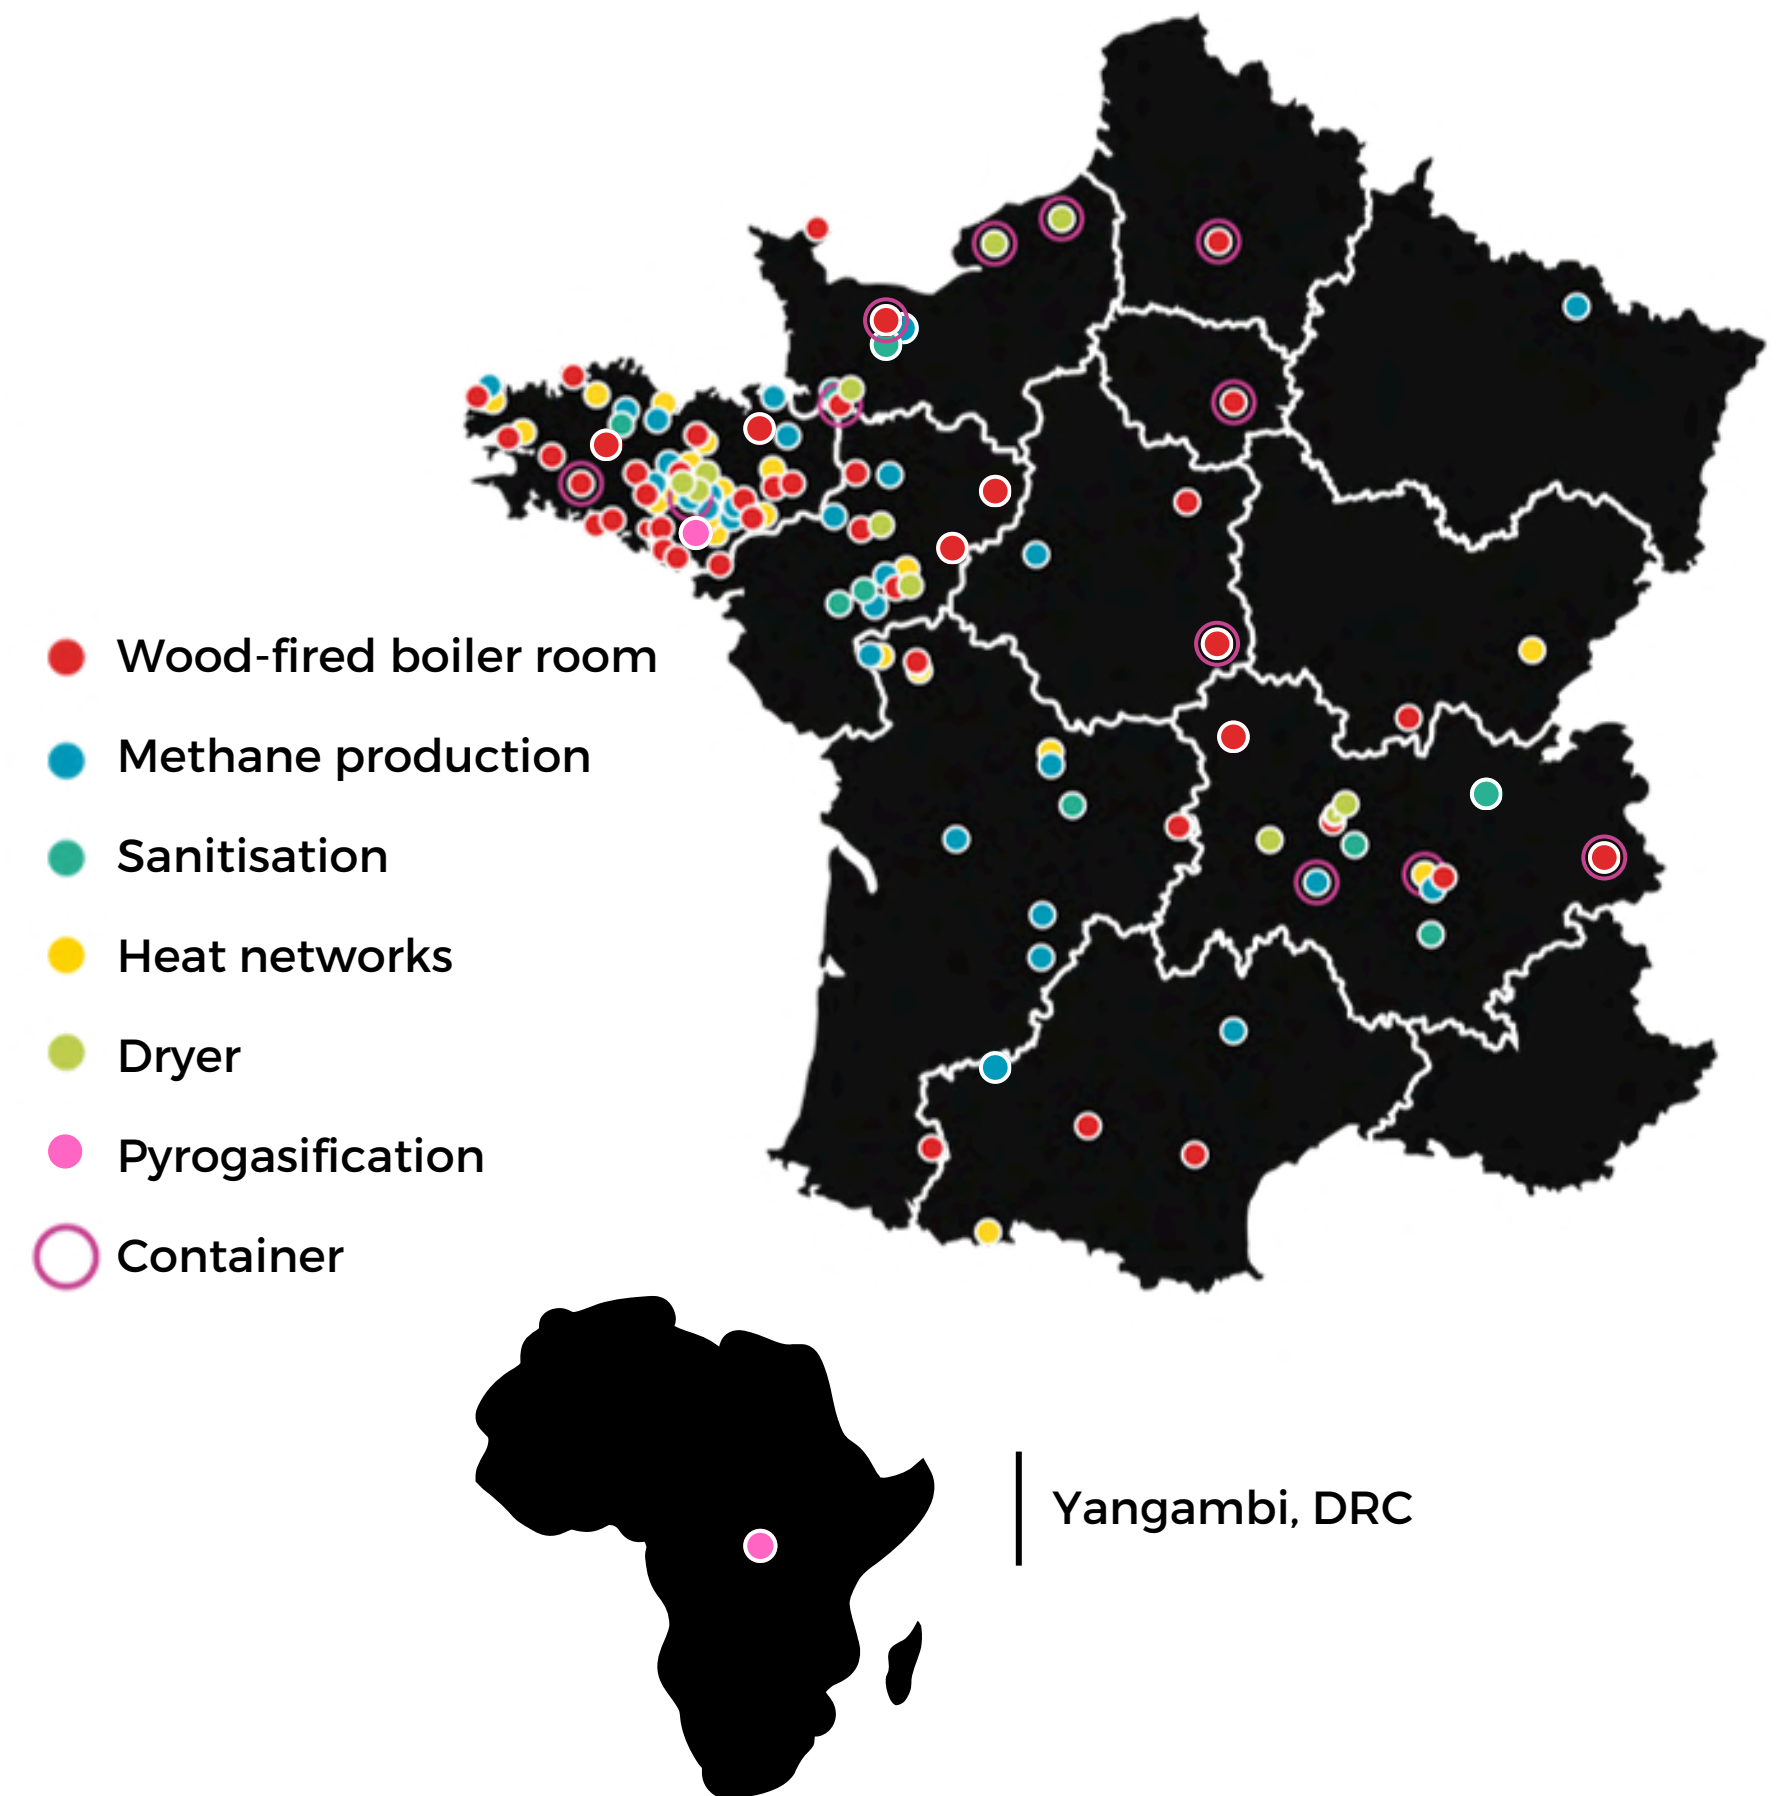 Wood-fired boiler room
Methane production
Sanitisation
Heat networks
Dryer
Pyrogasification
Container
Yangambi, DRC